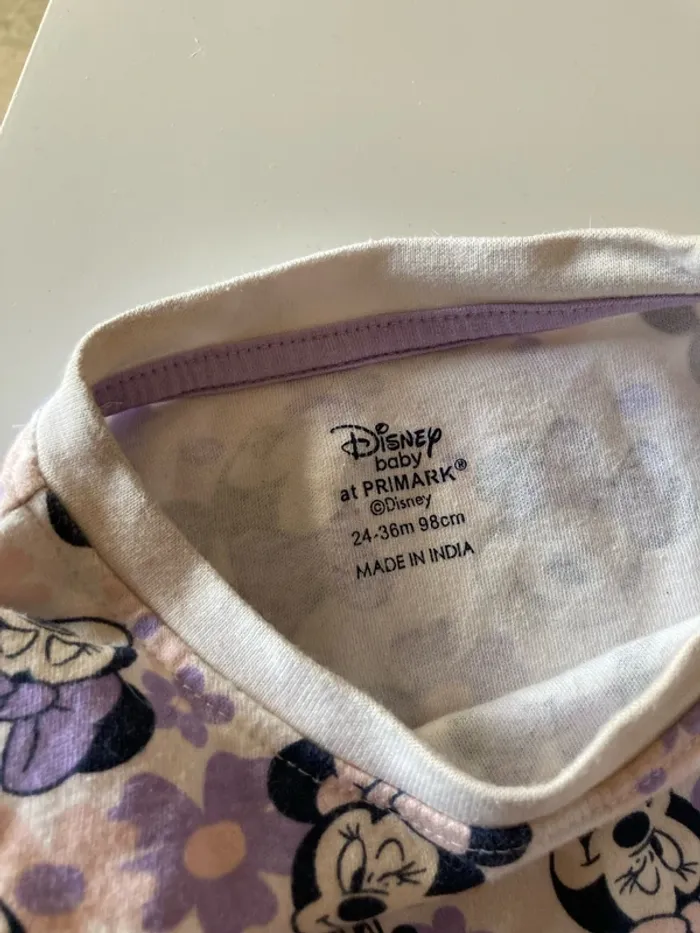 Disney
baby
at PRIMARK®
©Disney
24-36m 98cm
MADE IN INDIA